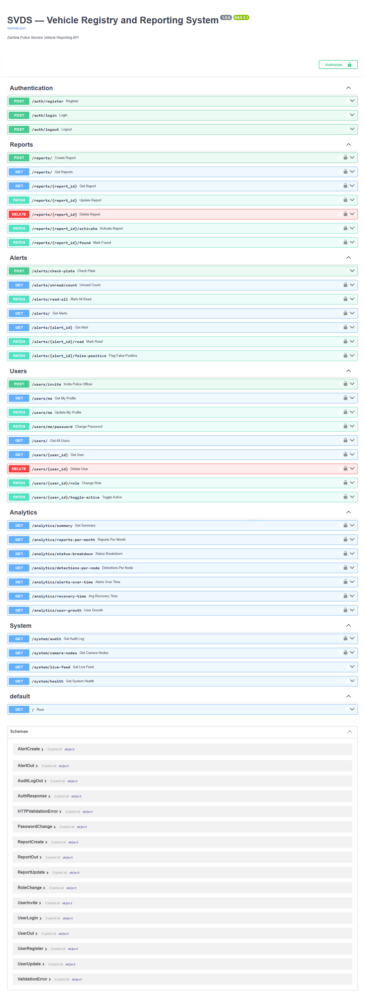 SVDS — Vehicle Registry and Reporting System 1.0.0 OAS 3.1
/openapi.json
Zambia Police Service Vehicle Reporting API
Authorize
Authentication
POST /auth/register Register
POST /auth/login Login
POST /auth/logout Logout
Reports
POST /reports/ Create Report
GET /reports/ Get Reports
GET /reports/{report_id} Get Report
PATCH /reports/{report_id} Update Report
DELETE /reports/{report_id} Delete Report
PATCH /reports/{report_id}/activate Activate Report
PATCH /reports/{report_id}/found Mark Found
Alerts
POST /alerts/check-plate Check Plate
GET /alerts/unread/count Unread Count
PATCH /alerts/read-all Mark All Read
GET /alerts/ Get Alerts
GET /alerts/{alert_id} Get Alert
PATCH /alerts/{alert_id}/read Mark Read
PATCH /alerts/{alert_id}/false-positive Flag False Positive
Users
POST /users/invite Invite Police Officer
GET /users/me Get My Profile
PATCH /users/me Update My Profile
PATCH /users/me/password Change Password
GET /users/ Get All Users
GET /users/{user_id} Get User
DELETE /users/{user_id} Delete User
PATCH /users/{user_id}/role Change Role
PATCH /users/{user_id}/toggle-active Toggle Active
Analytics
GET /analytics/summary Get Summary
GET /analytics/reports-per-month Reports Per Month
GET /analytics/status-breakdown Status Breakdown
GET /analytics/detections-per-node Detections Per Node
GET /analytics/alerts-over-time Alerts Over Time
GET /analytics/recovery-time Avg Recovery Time
GET /analytics/user-growth User Growth
System
GET /system/audit Get Audit Log
GET /system/camera-nodes Get Camera Nodes
GET /system/live-feed Get Live Feed
GET /system/health Get System Health
default
GET / Root
Schemas
AlertCreate Expand all object
AlertOut Expand all object
AuditLogOut Expand all object
AuthResponse Expand all object
HTTPValidationError Expand all object
PasswordChange Expand all object
ReportCreate Expand all object
ReportOut Expand all object
ReportUpdate Expand all object
RoleChange Expand all object
UserInvite Expand all object
UserLogin Expand all object
UserOut Expand all object
UserRegister Expand all object
UserUpdate Expand all object
ValidationError Expand all object